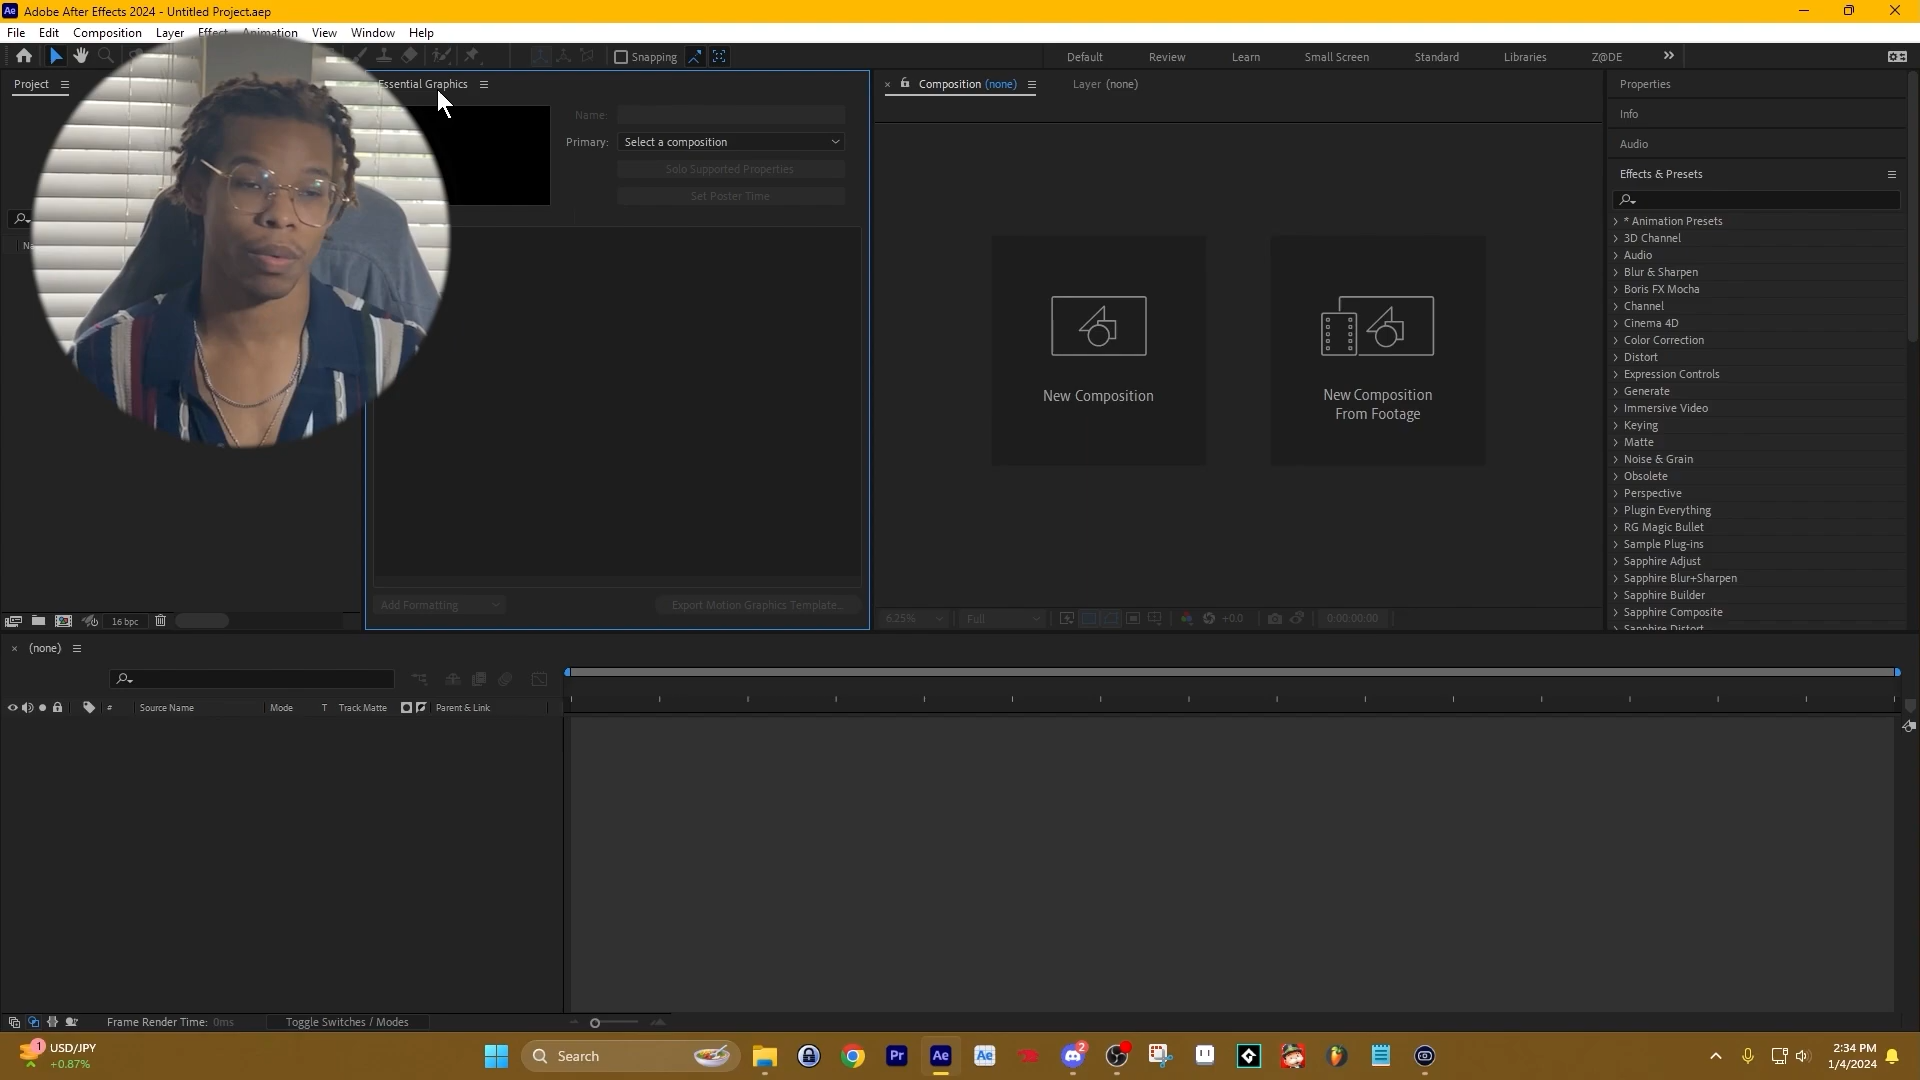 Adobe After Effects 2024 - Untitled Project.aep
File Edit Composition Layer Effect Animation View Window Help
Snapping
Default Review Learn Small Screen Standard Libraries Z@DE
Project
Essential Graphics
Name:
Primary: Select a composition
Solo Supported Properties
Set Poster Time
Add Formatting
Export Motion Graphics Template...
16 bpc
Composition (none)
Layer (none)
New Composition
New Composition
From Footage
6.25% Full +0.0 0:00:00:00
Properties
Info
Audio
Effects & Presets
* Animation Presets
3D Channel
Audio
Blur & Sharpen
Boris FX Mocha
Channel
Cinema 4D
Color Correction
Distort
Expression Controls
Generate
Immersive Video
Keying
Matte
Noise & Grain
Obsolete
Perspective
Plugin Everything
RG Magic Bullet
Sample Plug-ins
Sapphire Adjust
Sapphire Blur+Sharpen
Sapphire Builder
Sapphire Composite
Sapphire Distort
(none)
# Source Name Mode T Track Matte Parent & Link
Frame Render Time: 0ms Toggle Switches / Modes
1
USD/JPY
+0.87%
Search
Pr
Ae
Ae
2
2:34 PM
1/4/2024